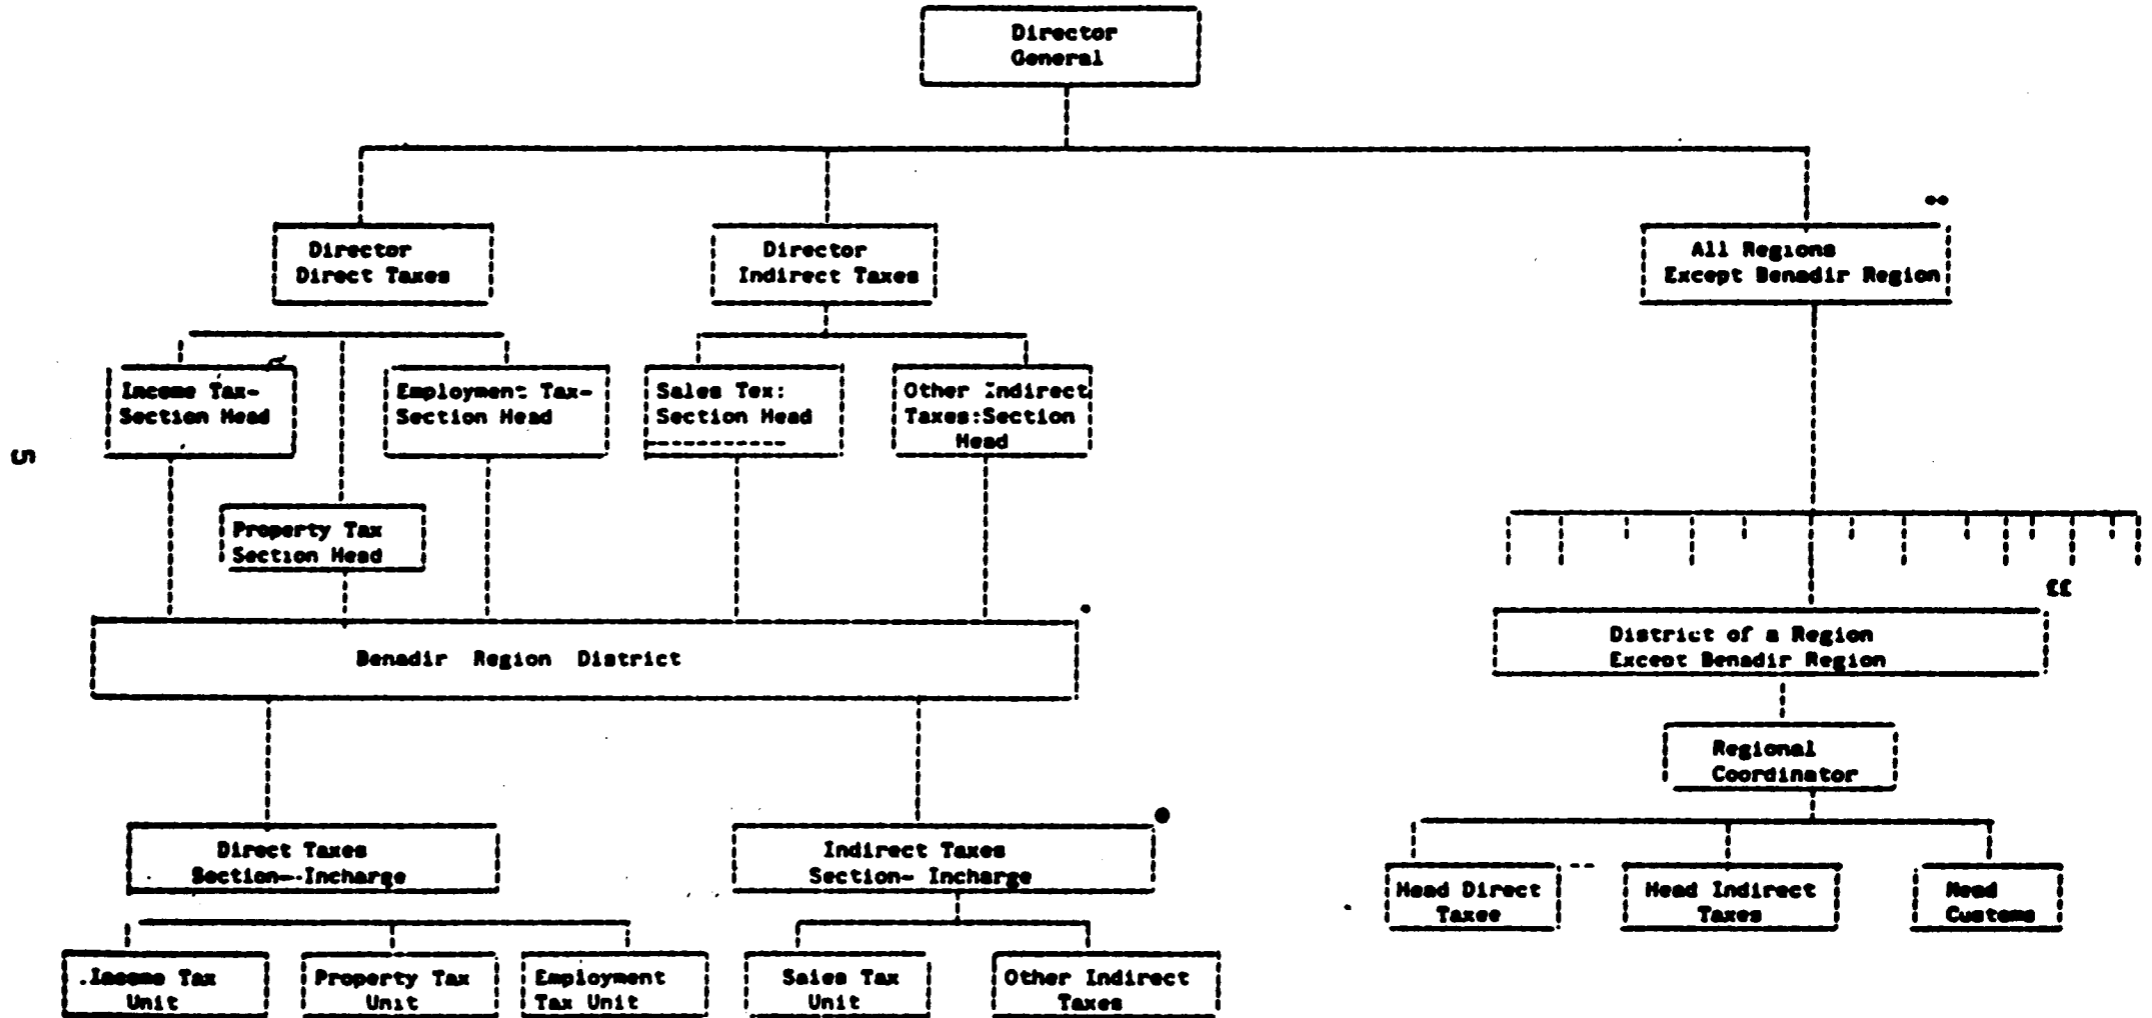 Director
General
Director
Direct Taxes
Director
Indirect Taxes
All Regions
Except Benadir Region
Income Tax-
Section Head
Employment Tax-
Section Head
Sales Tex:
Section Head
Other Indirect
Taxes:Section
Head
5
Property Tax
Section Head
££
Benadir Region District
District of a Region
Except Benadir Region
Regional
Coordinator
Direct Taxes
Section--Incharge
Indirect Taxes
Section- Incharge
Head Direct
Taxee
Head Indirect
Taxes
Head
Customs
.Income Tax
Unit
Property Tax
Unit
Employment
Tax Unit
Sales Tax
Unit
Other Indirect
Taxes